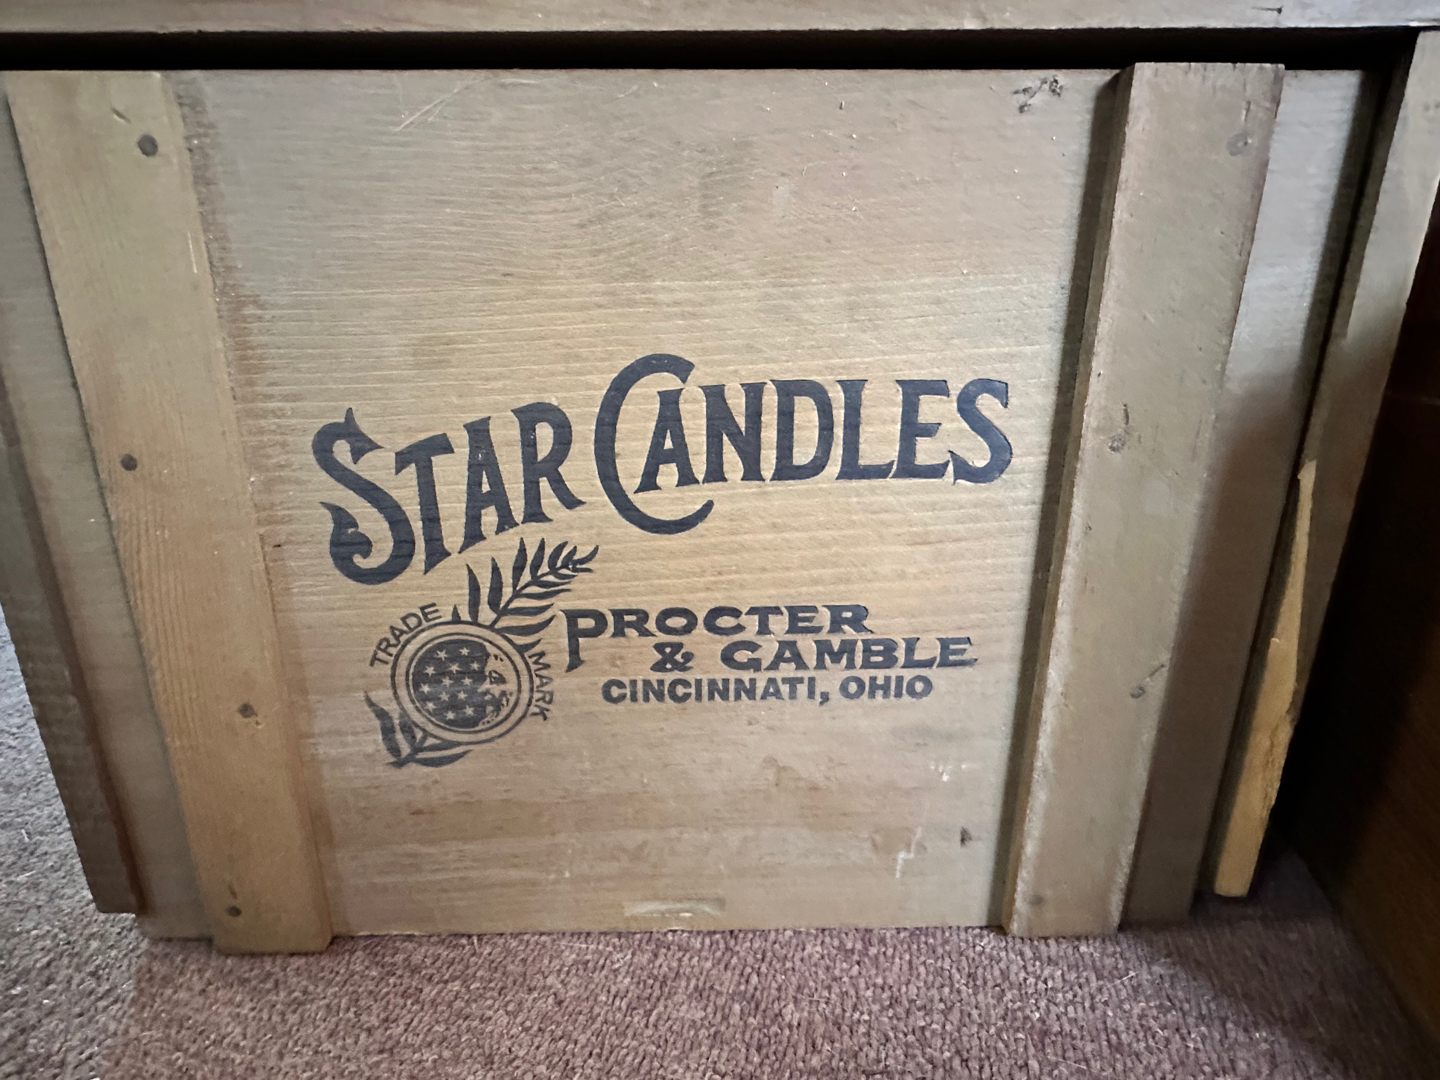 STAR CANDLES
TRADE MARK
PROCTER
& GAMBLE
CINCINNATI, OHIO